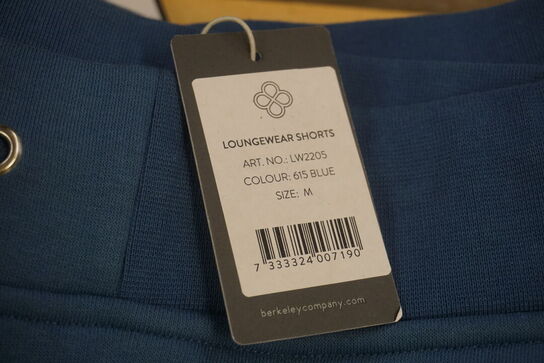 LOUNGEWEAR SHORTS
ART. NO.: LW2205
COLOUR: 615 BLUE
SIZE: M
7 333324 007190
berkeleycompany.com